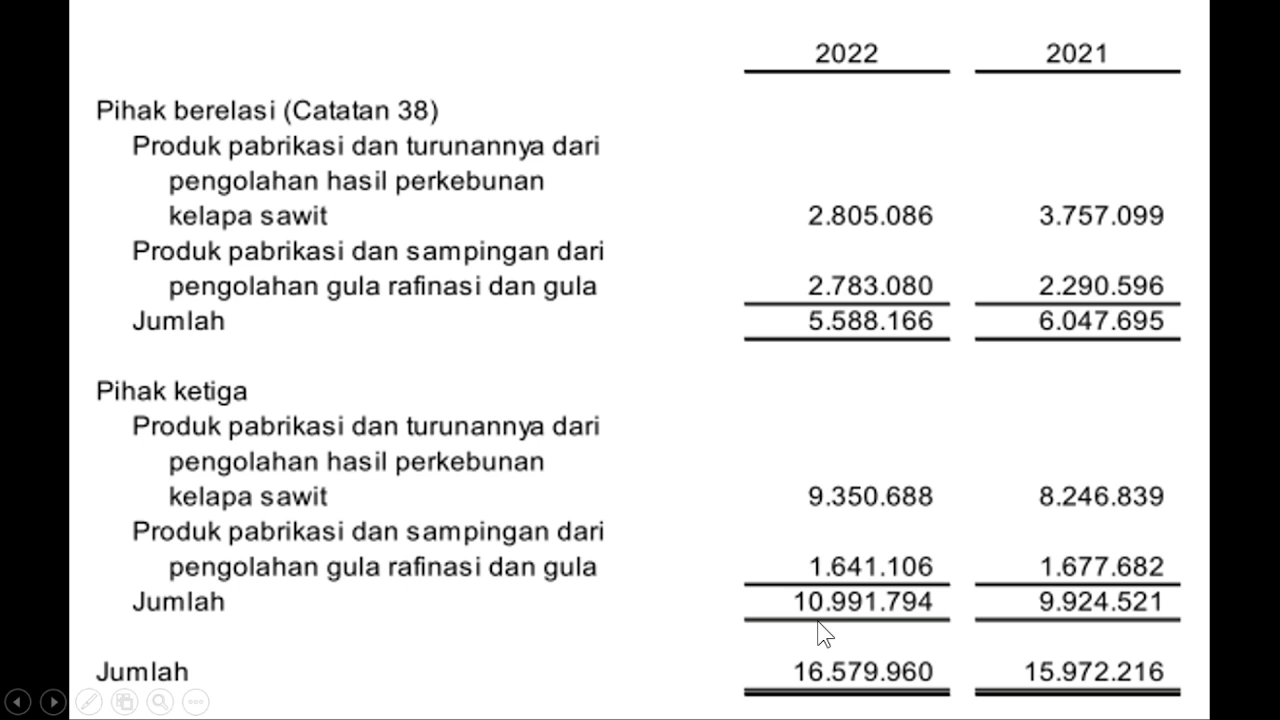 2022 2021
Pihak berelasi (Catatan 38)
Produk pabrikasi dan turunannya dari
pengolahan hasil perkebunan
kelapa sawit 2.805.086 3.757.099
Produk pabrikasi dan sampingan dari
pengolahan gula rafinasi dan gula 2.783.080 2.290.596
Jumlah 5.588.166 6.047.695
Pihak ketiga
Produk pabrikasi dan turunannya dari
pengolahan hasil perkebunan
kelapa sawit 9.350.688 8.246.839
Produk pabrikasi dan sampingan dari
pengolahan gula rafinasi dan gula 1.641.106 1.677.682
Jumlah 10.991.794 9.924.521
Jumlah 16.579.960 15.972.216